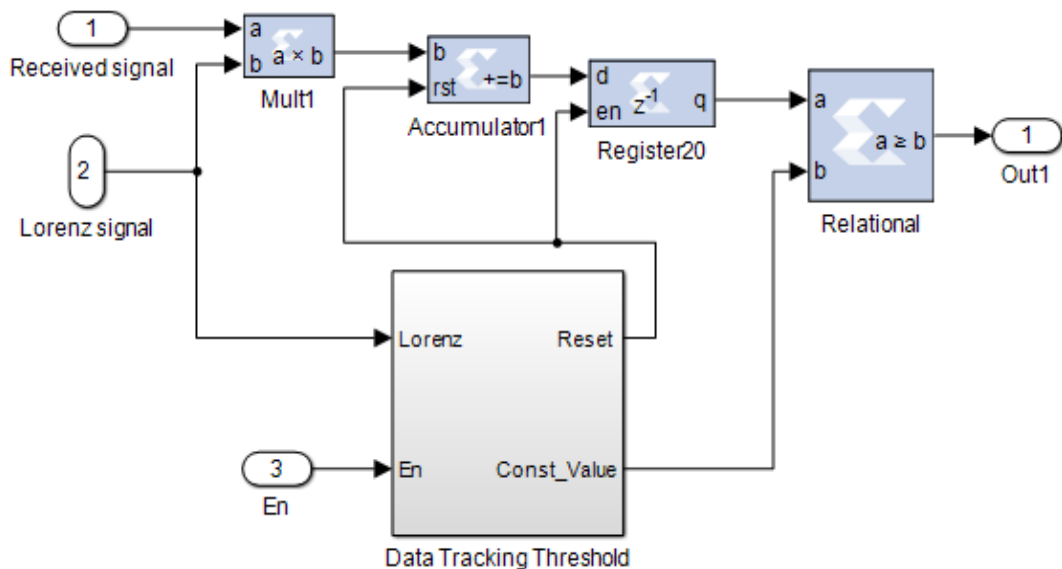 1
Received signal
a
b
a × b
Mult1
b
rst
+=b
Accumulator1
d
en
z-1
q
Register20
a
b
a ≥ b
Relational
1
Out1
2
Lorenz signal
Lorenz
Reset
En
Const_Value
Data Tracking Threshold
3
En